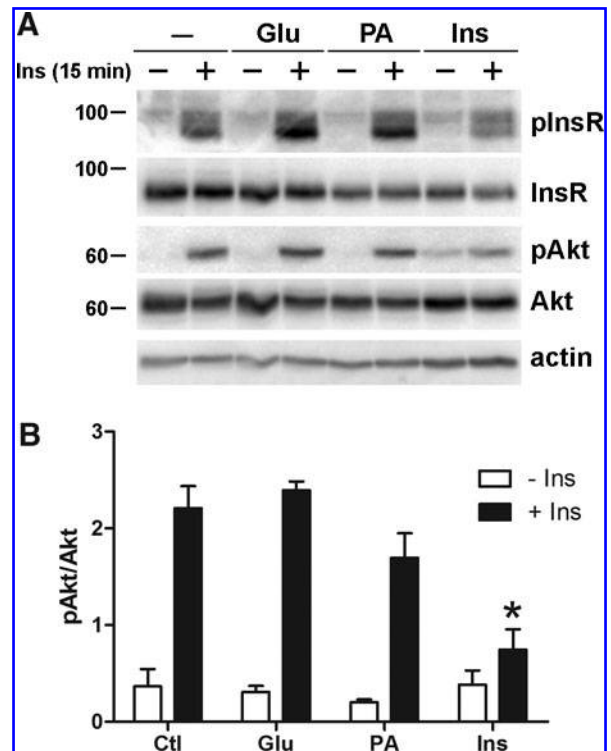 A
— Glu PA Ins
Ins (15 min) − + − + − + − +
100 pInsR
100
InsR
60 pAkt
60 Akt
actin
B
3
2
1
0
pAkt/Akt
- Ins
+ Ins
*
Ctl Glu PA Ins